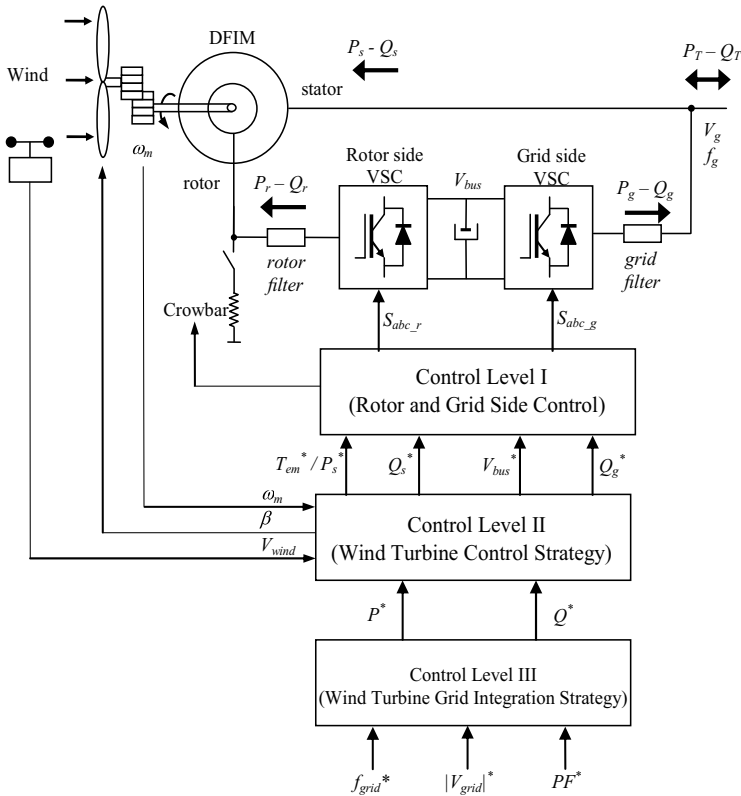 DFIM
P_s - Q_s
P_T – Q_T
Wind
stator
V_g
f_g
ω_m
rotor
Rotor side
VSC
V_bus
Grid side
VSC
P_r – Q_r
P_g – Q_g
rotor
filter
grid
filter
Crowbar
S_abc_r
S_abc_g
Control Level I
(Rotor and Grid Side Control)
T_em^* / P_s^*
Q_s^*
V_bus^*
Q_g^*
ω_m
β
V_wind
Control Level II
(Wind Turbine Control Strategy)
P^*
Q^*
Control Level III
(Wind Turbine Grid Integration Strategy)
f_grid*
|V_grid|^*
PF^*